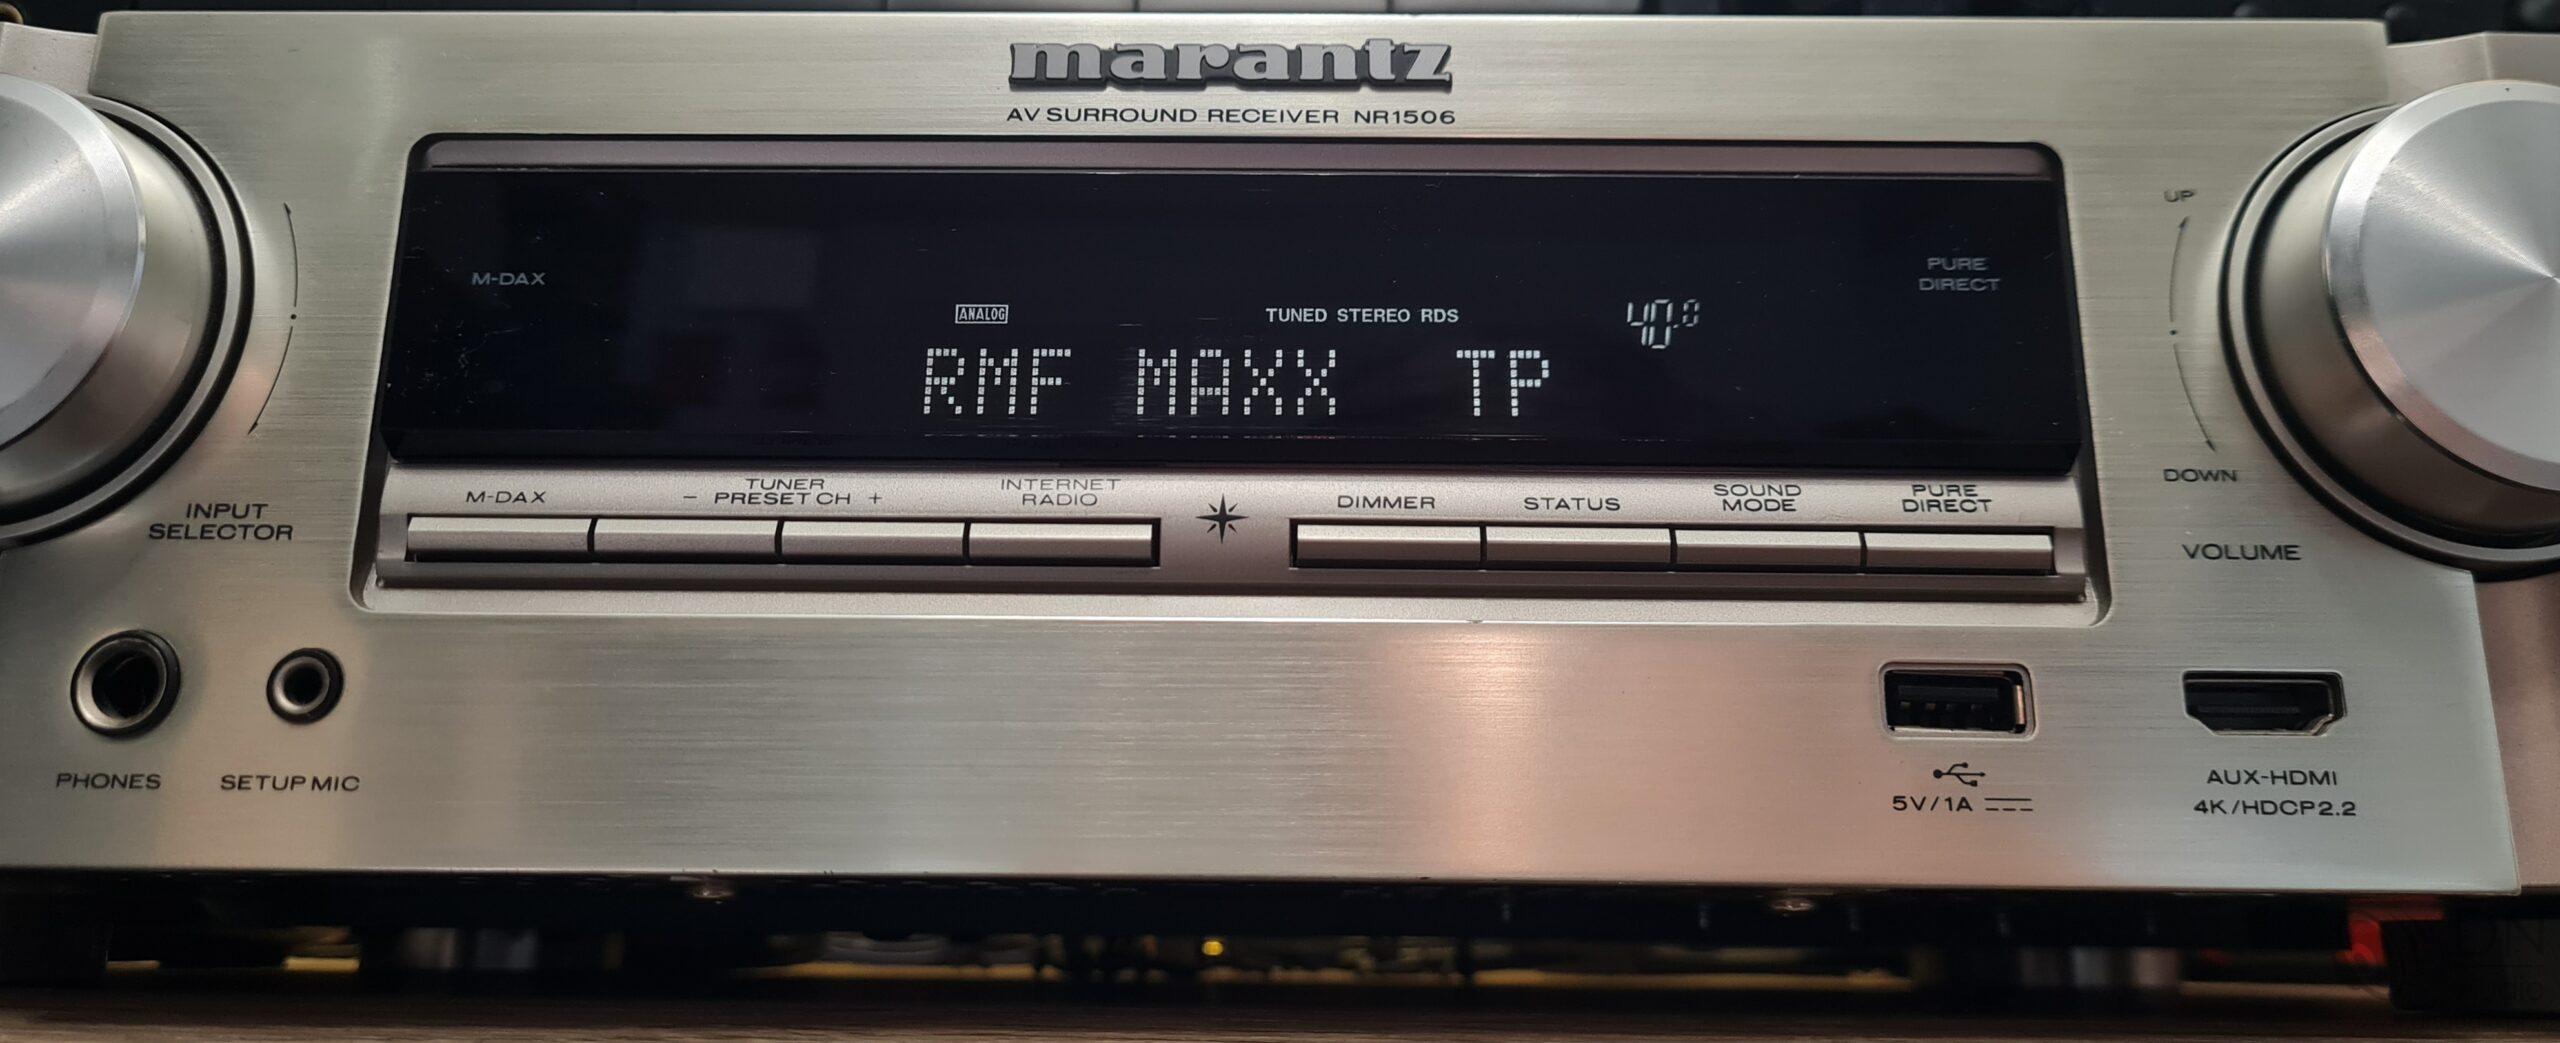 marantz
AV SURROUND RECEIVER NR1506
M-DAX
PURE
DIRECT
ANALOG
TUNED STEREO RDS
40.0
RMF MAXX TP
UP
DOWN
VOLUME
INPUT
SELECTOR
M-DAX
TUNER
- PRESET CH +
INTERNET
RADIO
DIMMER
STATUS
SOUND
MODE
PURE
DIRECT
PHONES
SETUP MIC
5V/1A
AUX-HDMI
4K/HDCP2.2
DN